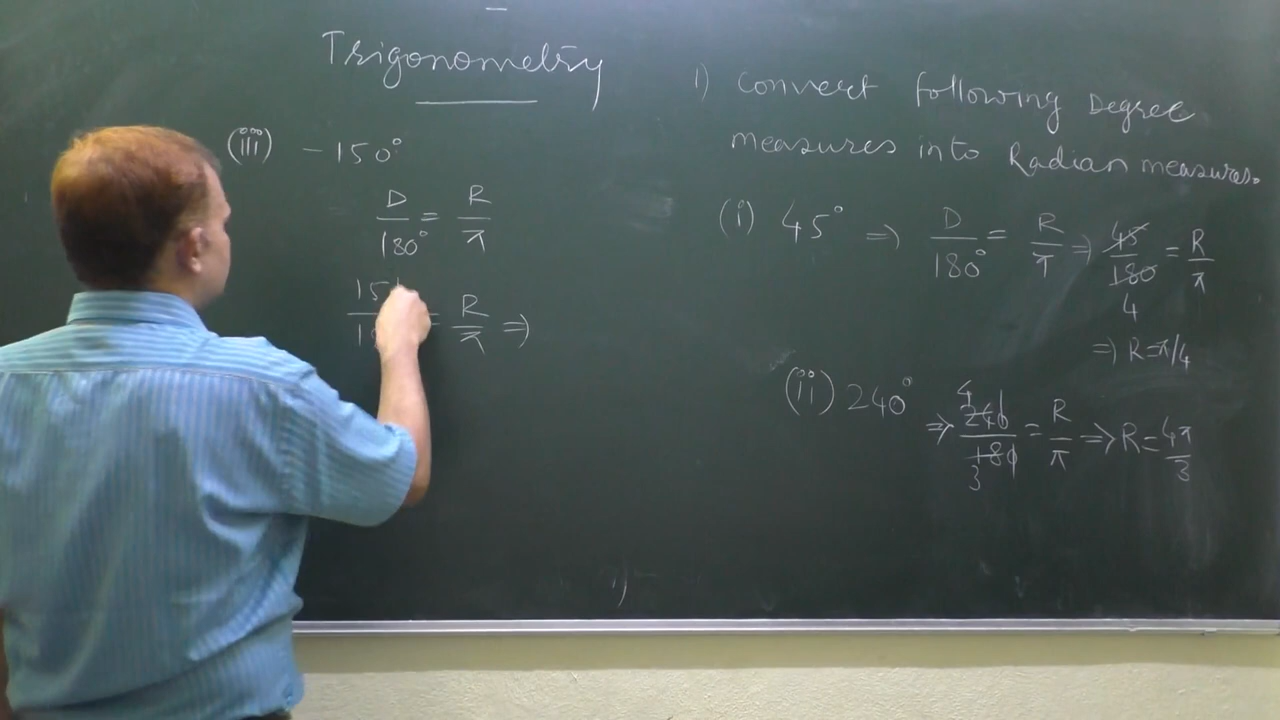 Trigonometry
(iii) -150°
D/180° = R/π
15
= R/π ⇒
1) Convert following Degree
measures into Radian measures.
(i) 45° ⇒ D/180° = R/π ⇒ 45/180 = R/π
4
⇒ R=π/4
(ii) 240° ⇒ 240/180 = R/π ⇒ R = 4π/3
4
3